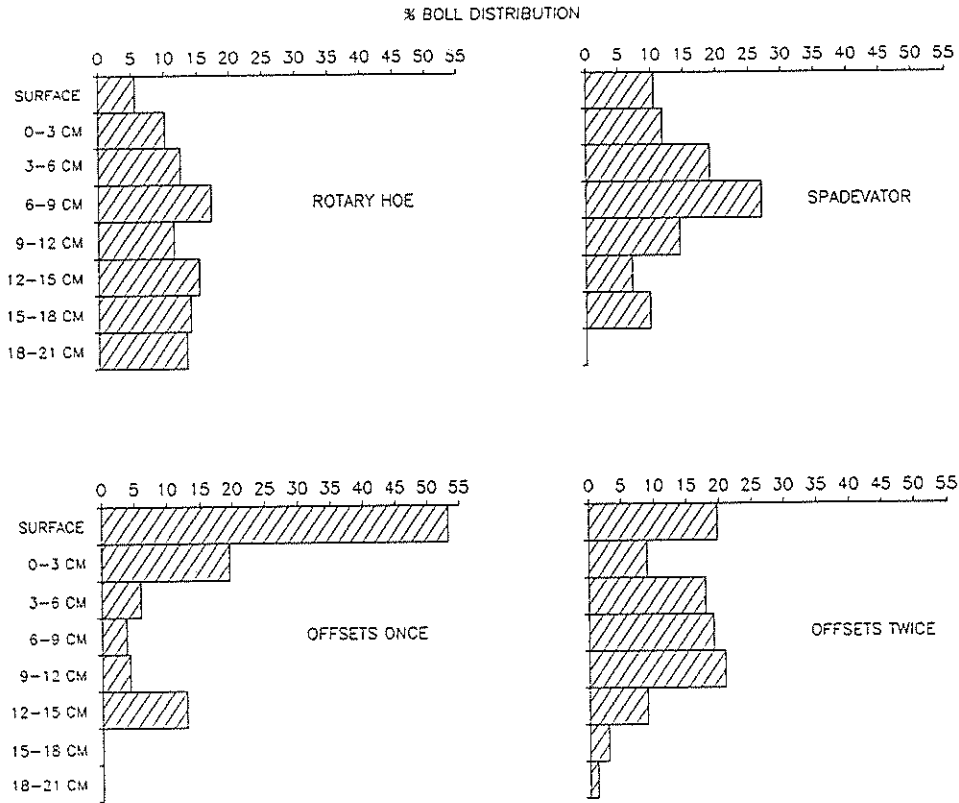 % BOLL DISTRIBUTION
0 5 10 15 20 25 30 35 40 45 50 55
SURFACE
0-3 CM
3-6 CM
6-9 CM
9-12 CM
12-15 CM
15-18 CM
18-21 CM
ROTARY HOE
0 5 10 15 20 25 30 35 40 45 50 55
SPADEVATOR
0 5 10 15 20 25 30 35 40 45 50 55
SURFACE
0-3 CM
3-6 CM
6-9 CM
9-12 CM
12-15 CM
15-18 CM
18-21 CM
OFFSETS ONCE
0 5 10 15 20 25 30 35 40 45 50 55
OFFSETS TWICE